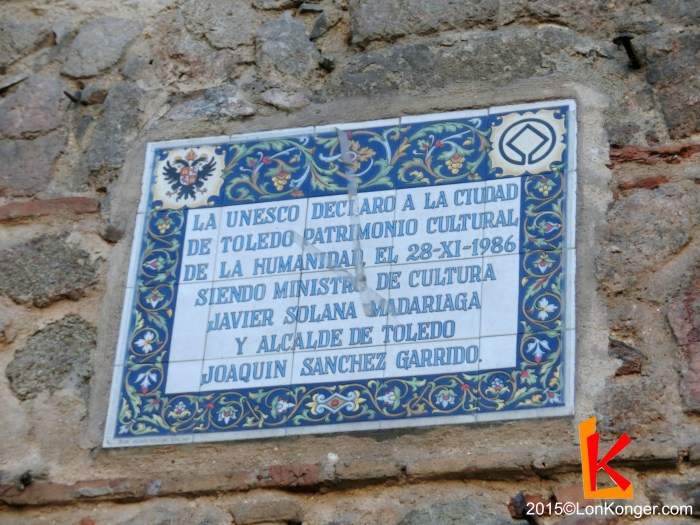 LA UNESCO DECLARO A LA CIUDAD
DE TOLEDO PATRIMONIO CULTURAL
DE LA HUMANIDAD, EL 28-XI-1986
SIENDO MINISTRO DE CULTURA
JAVIER SOLANA MADARIAGA
Y ALCALDE DE TOLEDO
JOAQUIN SANCHEZ GARRIDO.
LK
2015©LonKonger.com